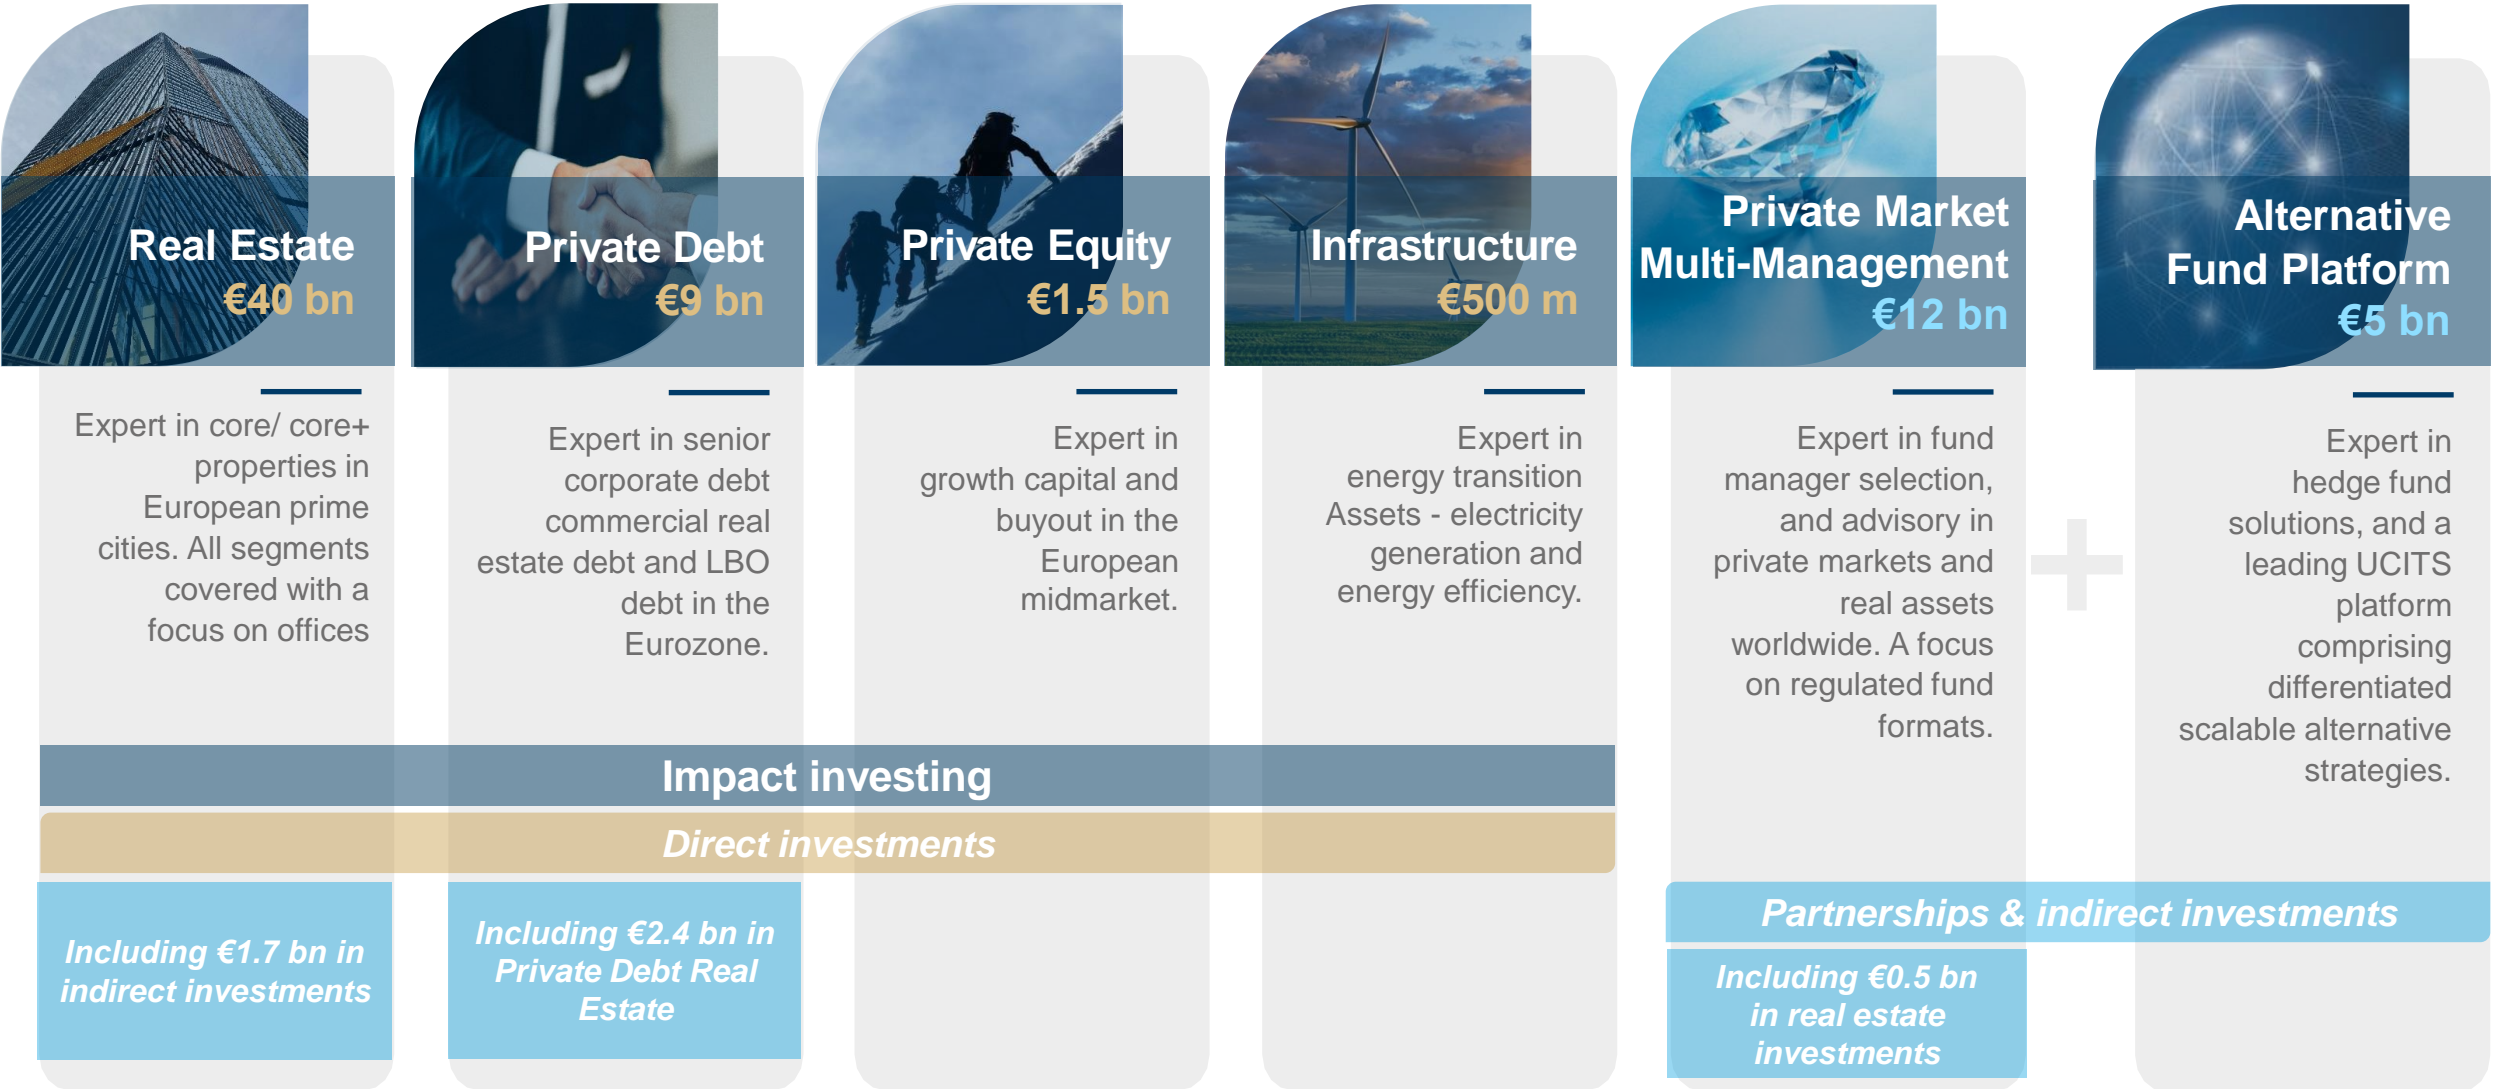 Real Estate
€40 bn
Expert in core/ core+
properties in
European prime
cities. All segments
covered with a
focus on offices
Private Debt
€9 bn
Expert in senior
corporate debt
commercial real
estate debt and LBO
debt in the
Eurozone.
Private Equity
€1.5 bn
Expert in
growth capital and
buyout in the
European
midmarket.
Infrastructure
€500 m
Expert in
energy transition
Assets - electricity
generation and
energy efficiency.
Private Market
Multi-Management
€12 bn
Expert in fund
manager selection,
and advisory in
private markets and
real assets
worldwide. A focus
on regulated fund
formats.
+
Alternative
Fund Platform
€5 bn
Expert in
hedge fund
solutions, and a
leading UCITS
platform
comprising
differentiated
scalable alternative
strategies.
Impact investing
Direct investments
Including €1.7 bn in
indirect investments
Including €2.4 bn in
Private Debt Real
Estate
Partnerships & indirect investments
Including €0.5 bn
in real estate
investments